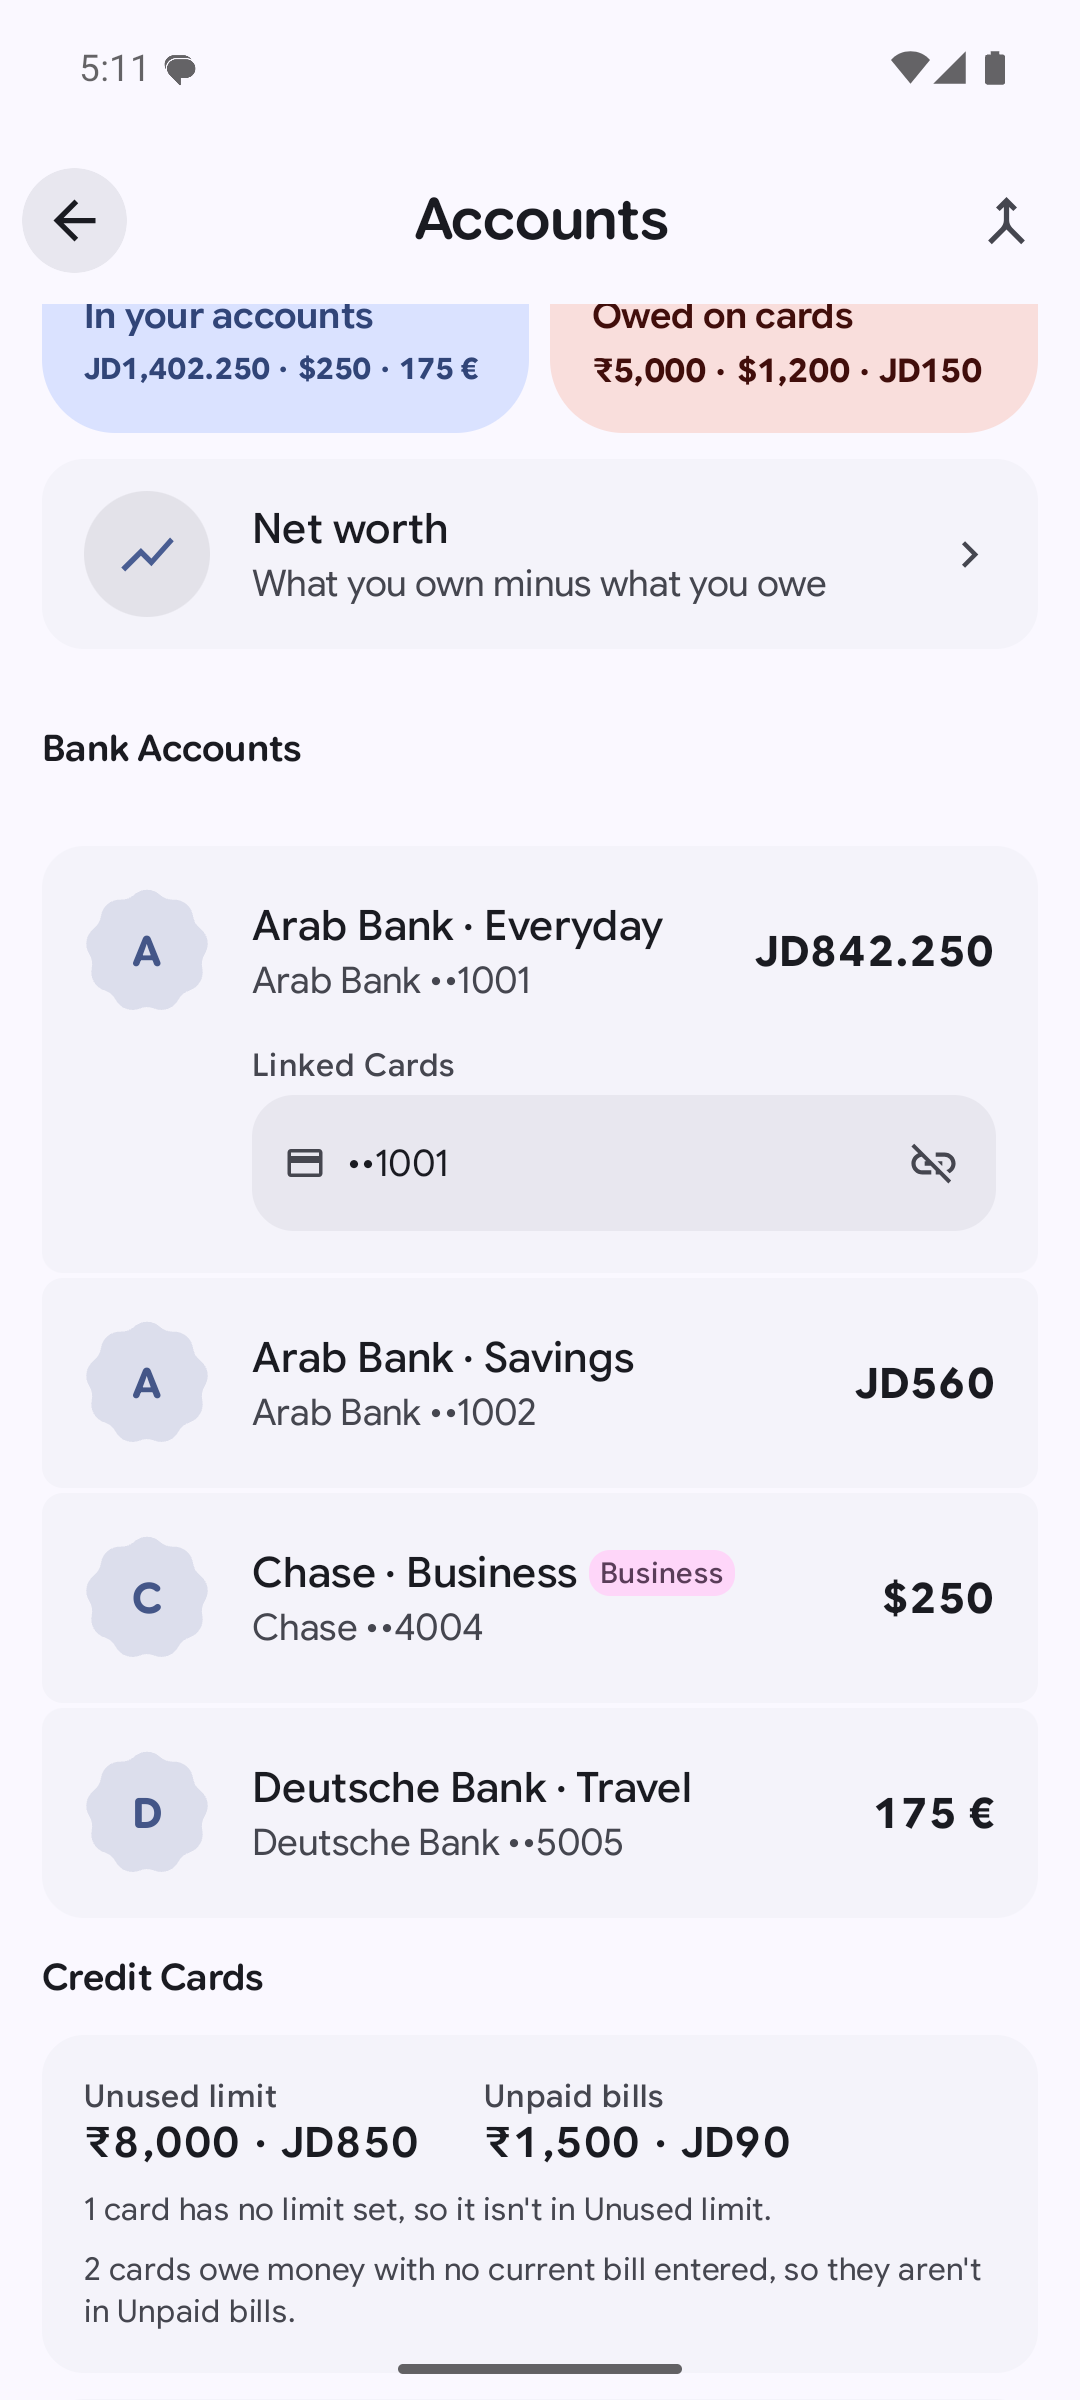 5:11
Accounts
In your accounts
JD1,402.250 · $250 · 175 €
Owed on cards
₹5,000 · $1,200 · JD150
Net worth
What you own minus what you owe
Bank Accounts
A
Arab Bank · Everyday
Arab Bank ••1001
JD842.250
Linked Cards
••1001
A
Arab Bank · Savings
Arab Bank ••1002
JD560
C
Chase · Business Business
Chase ••4004
$250
D
Deutsche Bank · Travel
Deutsche Bank ••5005
175 €
Credit Cards
Unused limit
₹8,000 · JD850
Unpaid bills
₹1,500 · JD90
1 card has no limit set, so it isn't in Unused limit.
2 cards owe money with no current bill entered, so they aren't
in Unpaid bills.